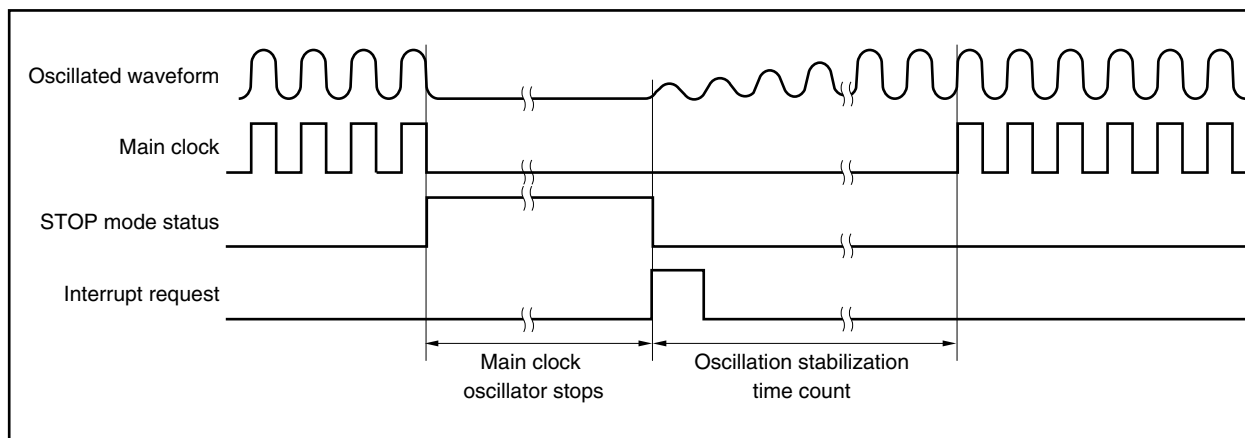 Oscillated waveform
Main clock
STOP mode status
Interrupt request
Main clock
oscillator stops
Oscillation stabilization
time count